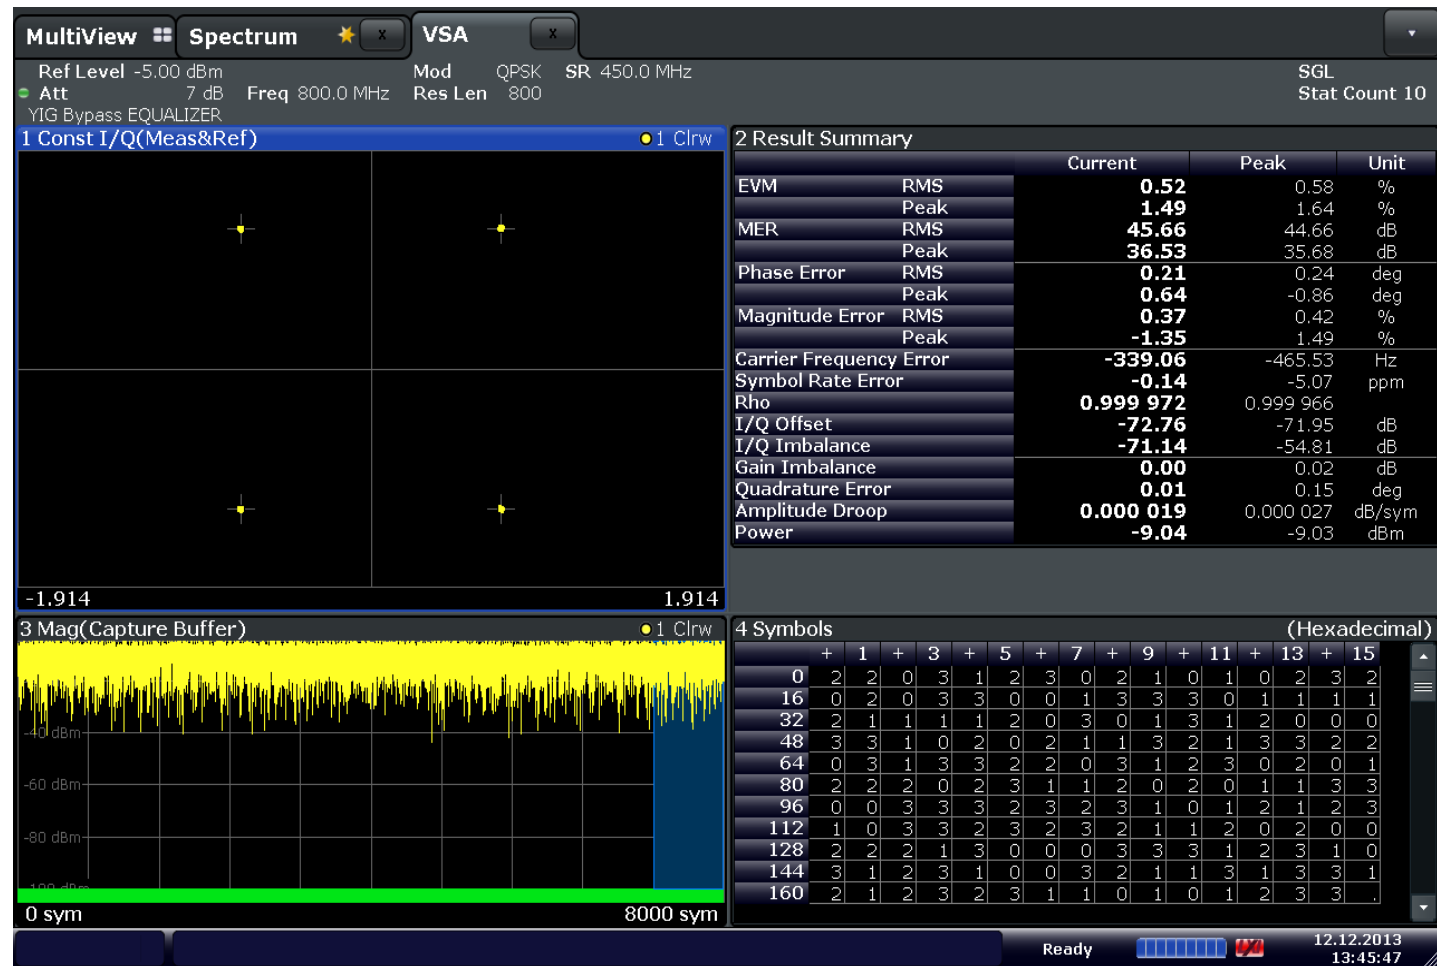 MultiView Spectrum x VSA x
Ref Level -5.00 dBm Mod QPSK SR 450.0 MHz SGL
Att 7 dB Freq 800.0 MHz Res Len 800 Stat Count 10
YIG Bypass EQUALIZER
1 Const I/Q(Meas&Ref) 1 Clrw
-1.914 1.914
2 Result Summary
Current Peak Unit
EVM RMS 0.52 0.58 %
Peak 1.49 1.64 %
MER RMS 45.66 44.66 dB
Peak 36.53 35.68 dB
Phase Error RMS 0.21 0.24 deg
Peak 0.64 -0.86 deg
Magnitude Error RMS 0.37 0.42 %
Peak -1.35 1.49 %
Carrier Frequency Error -339.06 -465.53 Hz
Symbol Rate Error -0.14 -5.07 ppm
Rho 0.999 972 0.999 966
I/Q Offset -72.76 -71.95 dB
I/Q Imbalance -71.14 -54.81 dB
Gain Imbalance 0.00 0.02 dB
Quadrature Error 0.01 0.15 deg
Amplitude Droop 0.000 019 0.000 027 dB/sym
Power -9.04 -9.03 dBm
3 Mag(Capture Buffer) 1 Clrw
-40 dBm
-60 dBm
-80 dBm
-100 dBm
0 sym 8000 sym
4 Symbols (Hexadecimal)
+ 1 + 3 + 5 + 7 + 9 + 11 + 13 + 15
0 2 2 0 3 1 2 3 0 2 1 0 1 0 2 3 2
16 0 2 0 3 3 0 0 1 3 3 3 0 1 1 1 1
32 2 1 1 1 1 2 0 3 0 1 3 1 2 0 0 0
48 3 3 1 0 2 0 2 1 1 3 2 1 3 3 2 2
64 0 3 1 3 3 2 2 0 3 1 2 3 0 2 0 1
80 2 2 2 0 2 3 1 1 2 0 2 0 1 1 3 3
96 0 0 3 3 3 2 3 2 3 1 0 1 2 1 2 3
112 1 0 3 3 2 3 2 3 2 1 1 2 0 2 0 0
128 2 2 2 1 3 0 0 0 3 3 3 1 2 3 1 0
144 3 1 2 3 1 0 0 3 2 1 1 3 1 3 3 1
160 2 1 2 3 2 3 1 1 0 1 0 1 2 3 3 .
Ready 12.12.2013
13:45:47